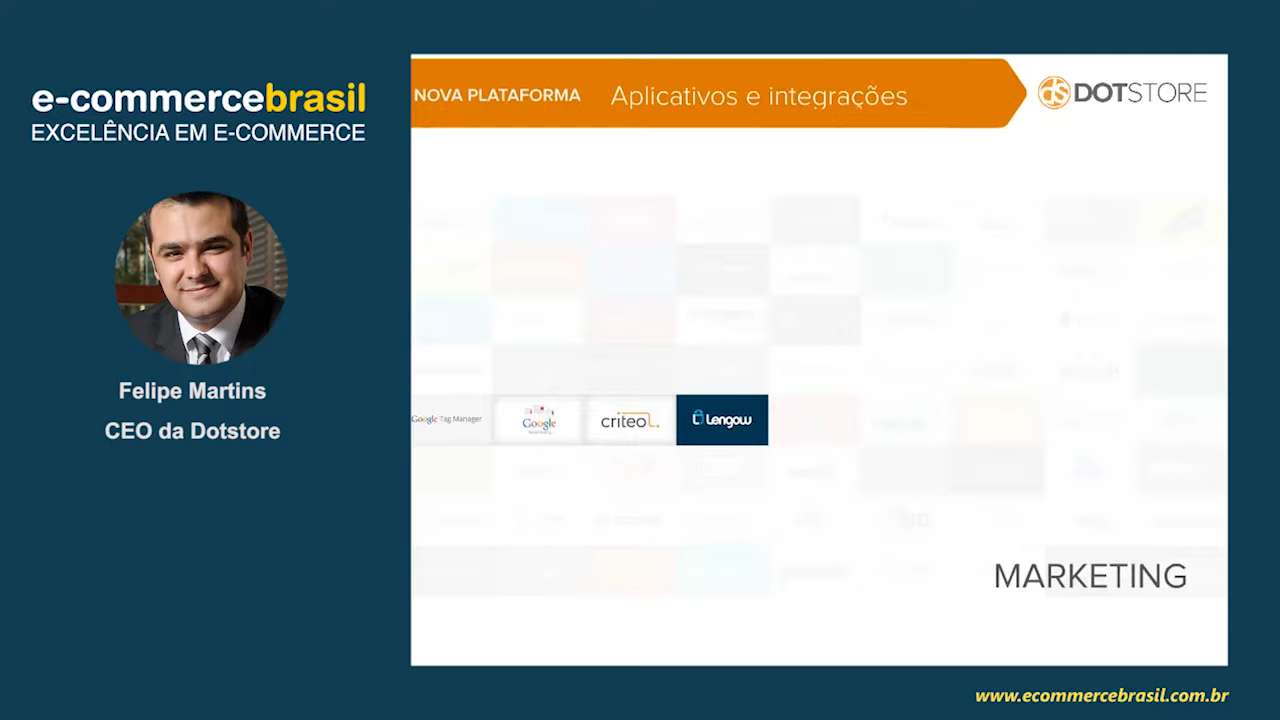 e-commercebrasil
EXCELÊNCIA EM E-COMMERCE
Felipe Martins
CEO da Dotstore
NOVA PLATAFORMA
Aplicativos e integrações
DOTSTORE
Google Tag Manager
Google
criteo
Lengow
MARKETING
www.ecommercebrasil.com.br